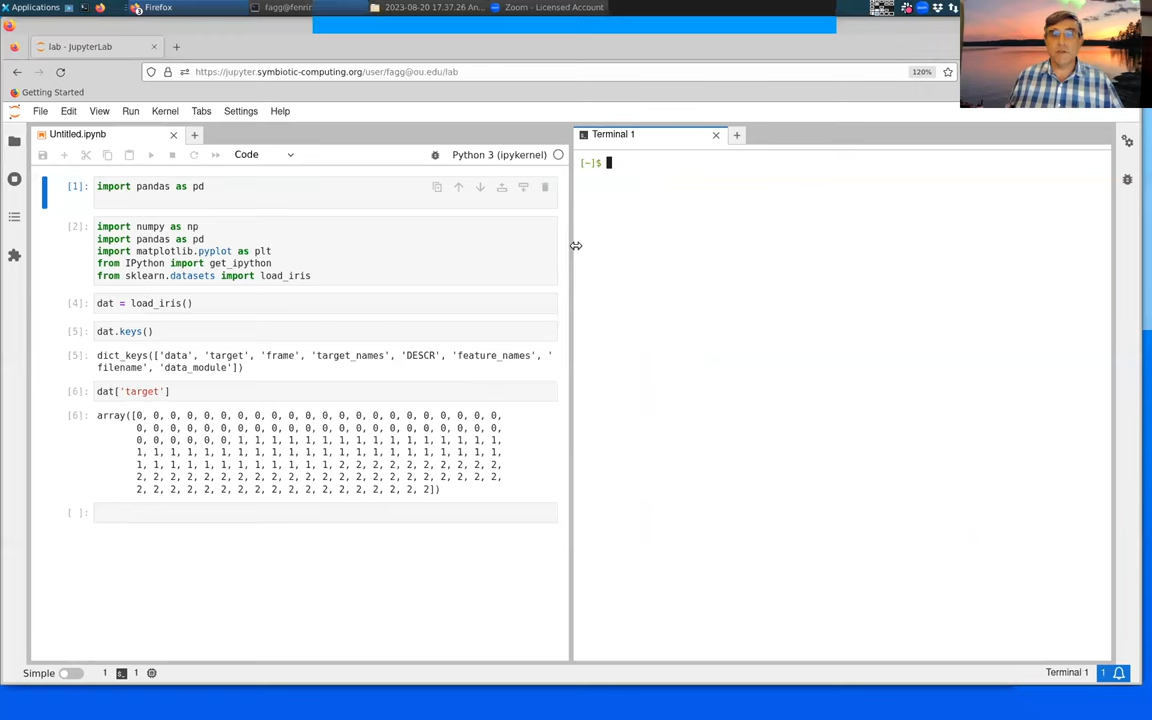 Applications
Firefox
fagg@fenrir
2023-08-20 17.37.26 An...
Zoom - Licensed Account
lab - JupyterLab
https://jupyter.symbiotic-computing.org/user/fagg@ou.edu/lab
120%
Getting Started
File Edit View Run Kernel Tabs Settings Help
Untitled.ipynb
Terminal 1
Code
Python 3 (ipykernel)
[~]$
[1]: import pandas as pd
[2]: import numpy as np
import pandas as pd
import matplotlib.pyplot as plt
from IPython import get_ipython
from sklearn.datasets import load_iris
[4]: dat = load_iris()
[5]: dat.keys()
[5]: dict_keys(['data', 'target', 'frame', 'target_names', 'DESCR', 'feature_names', '
filename', 'data_module'])
[6]: dat['target']
[6]: array([0, 0, 0, 0, 0, 0, 0, 0, 0, 0, 0, 0, 0, 0, 0, 0, 0, 0, 0, 0, 0, 0,
0, 0, 0, 0, 0, 0, 0, 0, 0, 0, 0, 0, 0, 0, 0, 0, 0, 0, 0, 0, 0, 0,
0, 0, 0, 0, 0, 0, 1, 1, 1, 1, 1, 1, 1, 1, 1, 1, 1, 1, 1, 1, 1, 1,
1, 1, 1, 1, 1, 1, 1, 1, 1, 1, 1, 1, 1, 1, 1, 1, 1, 1, 1, 1, 1, 1,
1, 1, 1, 1, 1, 1, 1, 1, 1, 1, 1, 1, 2, 2, 2, 2, 2, 2, 2, 2, 2, 2,
2, 2, 2, 2, 2, 2, 2, 2, 2, 2, 2, 2, 2, 2, 2, 2, 2, 2, 2, 2, 2, 2,
2, 2, 2, 2, 2, 2, 2, 2, 2, 2, 2, 2, 2, 2, 2, 2, 2, 2])
[ ]:
Simple 1 1
Terminal 1 1